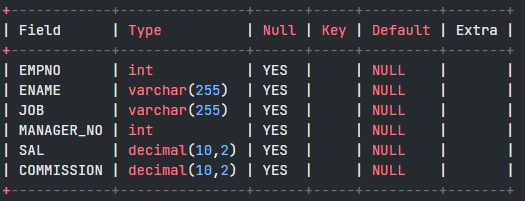 +------------+---------------+------+-----+---------+-------+
| Field      | Type          | Null | Key | Default | Extra |
+------------+---------------+------+-----+---------+-------+
| EMPNO      | int           | YES  |     | NULL    |       |
| ENAME      | varchar(255)  | YES  |     | NULL    |       |
| JOB        | varchar(255)  | YES  |     | NULL    |       |
| MANAGER_NO | int           | YES  |     | NULL    |       |
| SAL        | decimal(10,2) | YES  |     | NULL    |       |
| COMMISSION | decimal(10,2) | YES  |     | NULL    |       |
+------------+---------------+------+-----+---------+-------+